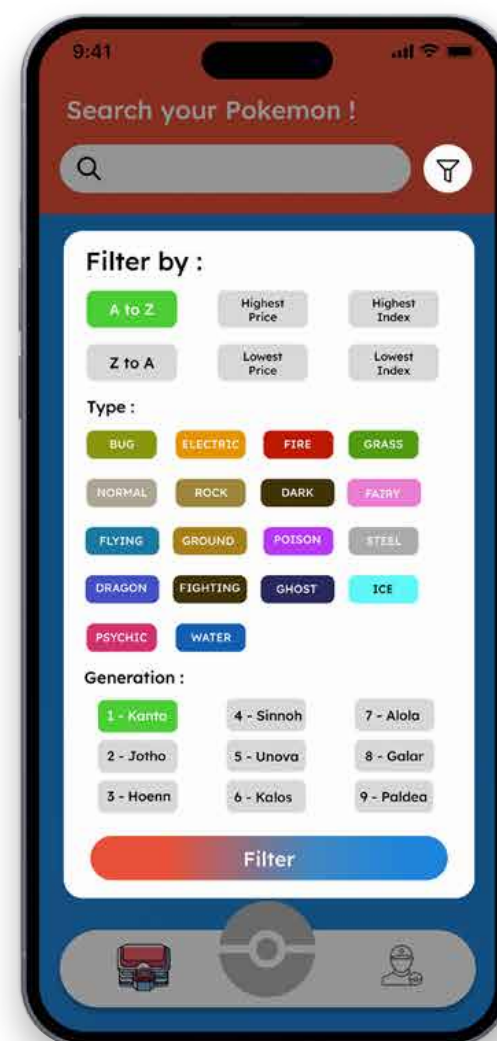 9:41
Search your Pokemon !
Filter by :
A to Z
Highest
Price
Highest
Index
Z to A
Lowest
Price
Lowest
Index
Type :
BUG ELECTRIC FIRE GRASS
NORMAL ROCK DARK FAIRY
FLYING GROUND POISON STEEL
DRAGON FIGHTING GHOST ICE
PSYCHIC WATER
Generation :
1 - Kanto 4 - Sinnoh 7 - Alola
2 - Jotho 5 - Unova 8 - Galar
3 - Hoenn 6 - Kalos 9 - Paldea
Filter